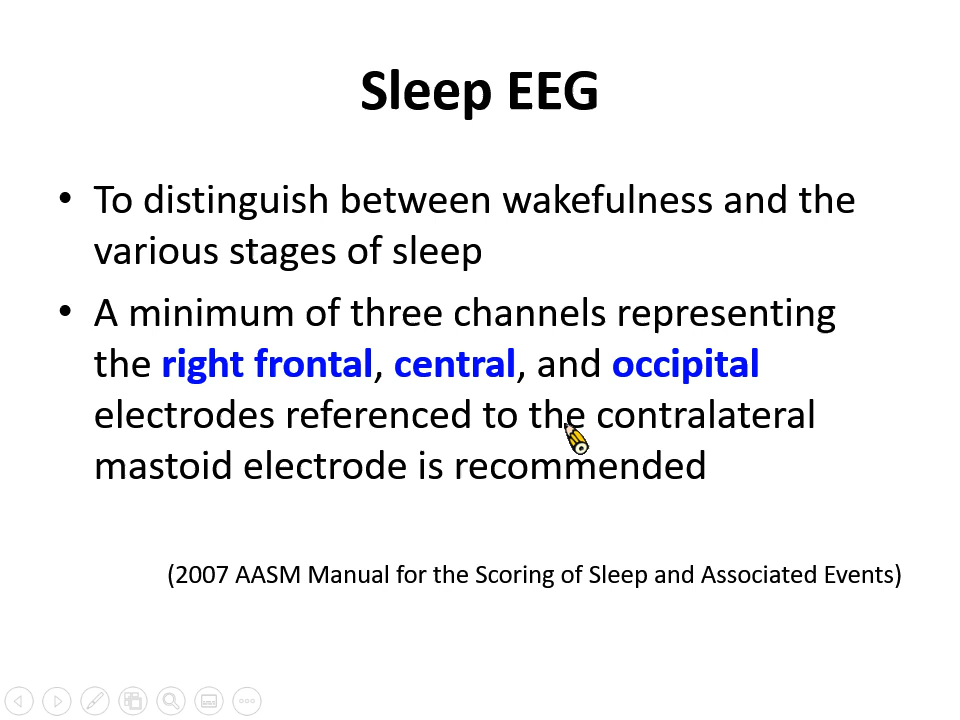 Sleep EEG
• To distinguish between wakefulness and the
various stages of sleep
• A minimum of three channels representing
the right frontal, central, and occipital
electrodes referenced to the contralateral
mastoid electrode is recommended
(2007 AASM Manual for the Scoring of Sleep and Associated Events)